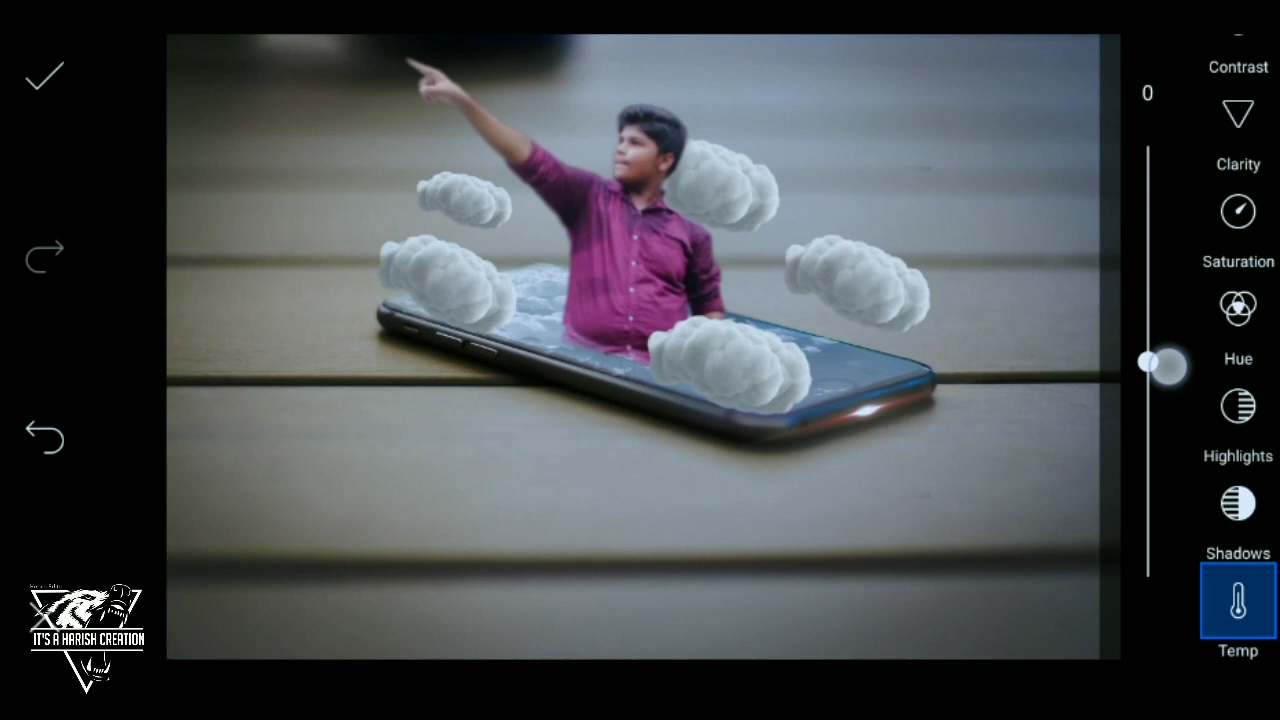 Contrast
0
Clarity
Saturation
Hue
Highlights
Shadows
IT'S A HARISH CREATION
Temp